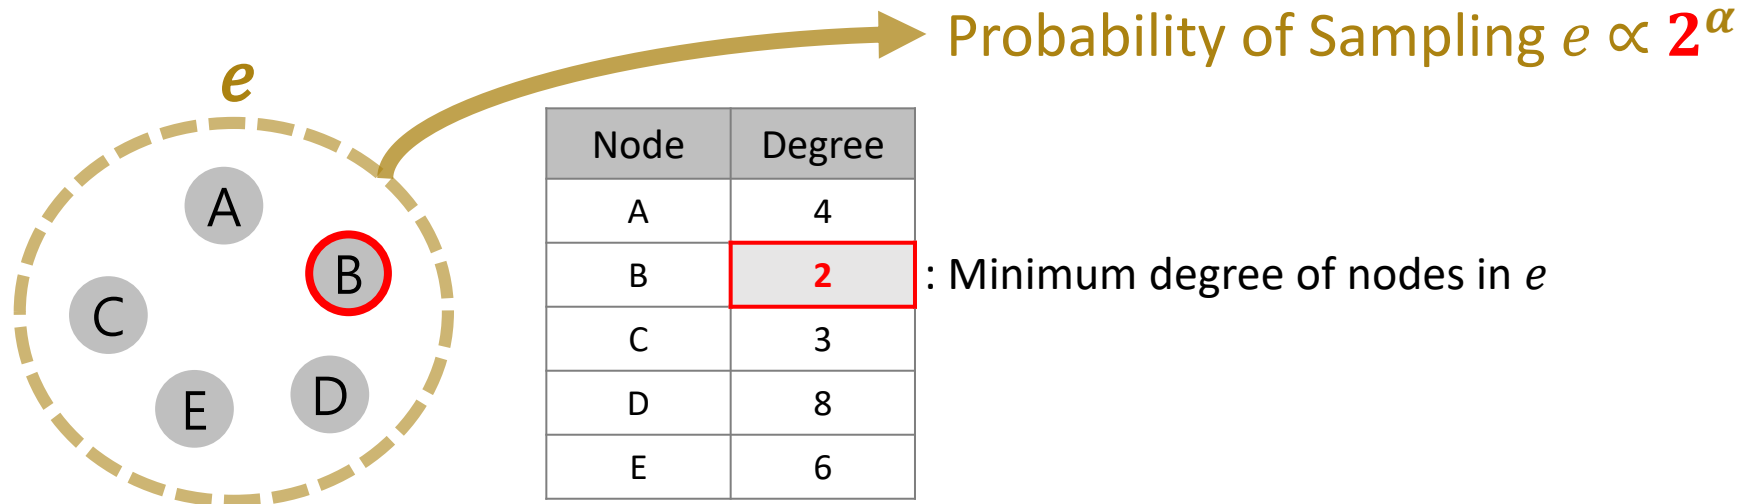 Probability of Sampling e ∝ 2^α
e
A
B
C
D
E
Node Degree
A 4
B 2 : Minimum degree of nodes in e
C 3
D 8
E 6